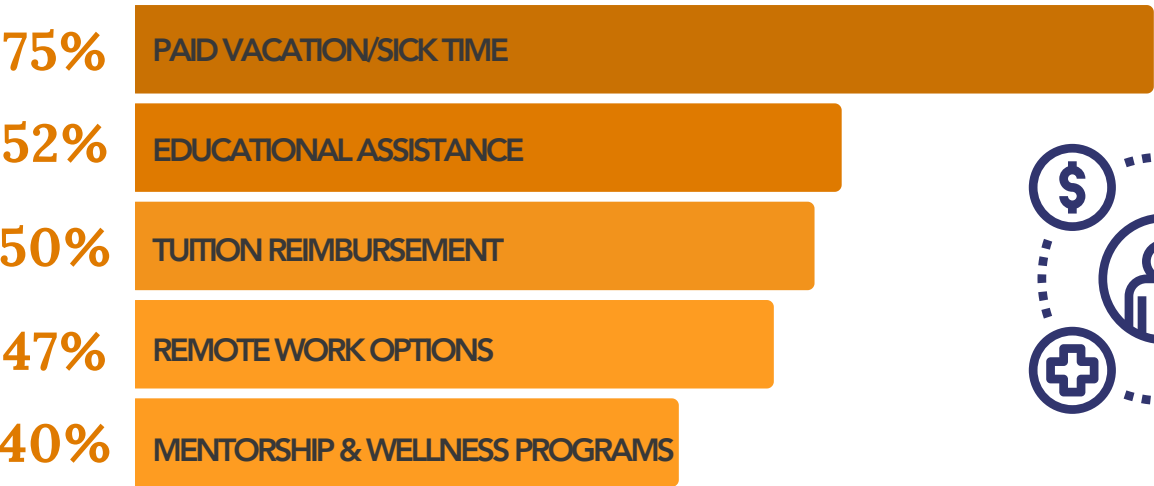 75% PAID VACATION/SICK TIME
52% EDUCATIONAL ASSISTANCE
50% TUITION REIMBURSEMENT
47% REMOTE WORK OPTIONS
40% MENTORSHIP & WELLNESS PROGRAMS
$